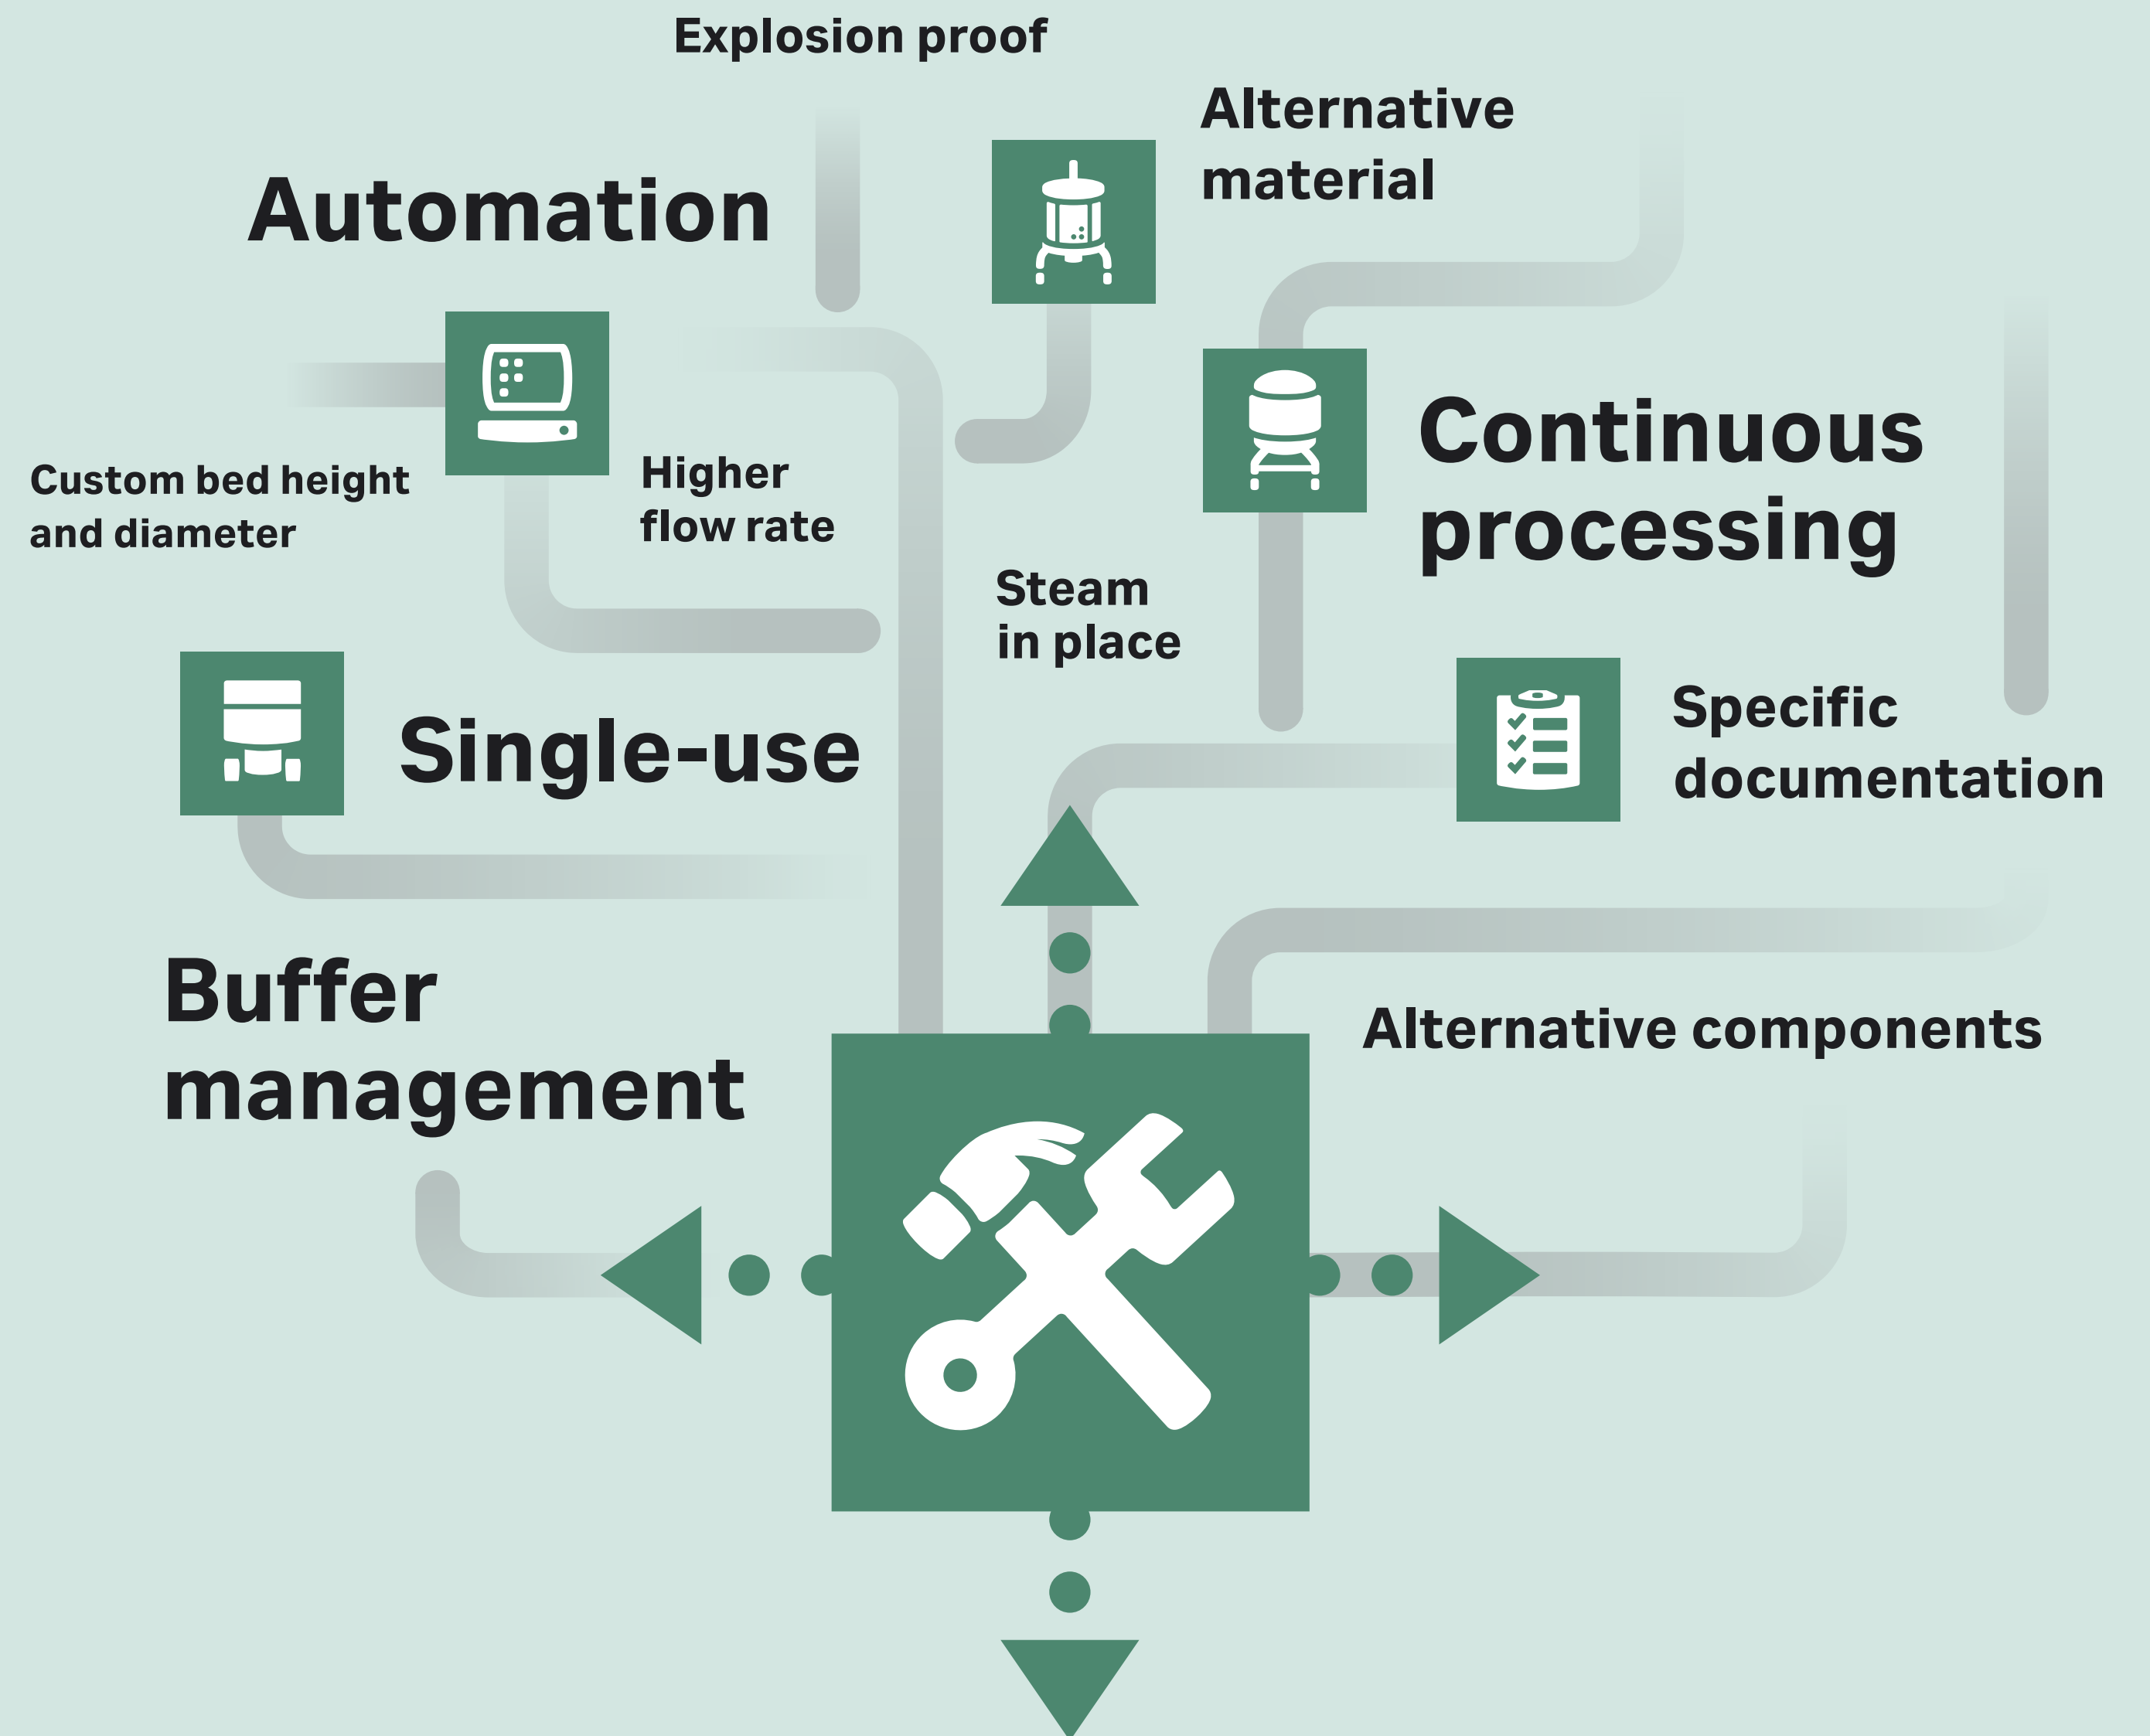 Explosion proof
Alternative
material
Automation
Continuous
processing
Custom bed height
and diameter
Higher
flow rate
Steam
in place
Single-use
Specific
documentation
Buffer
management
Alternative components